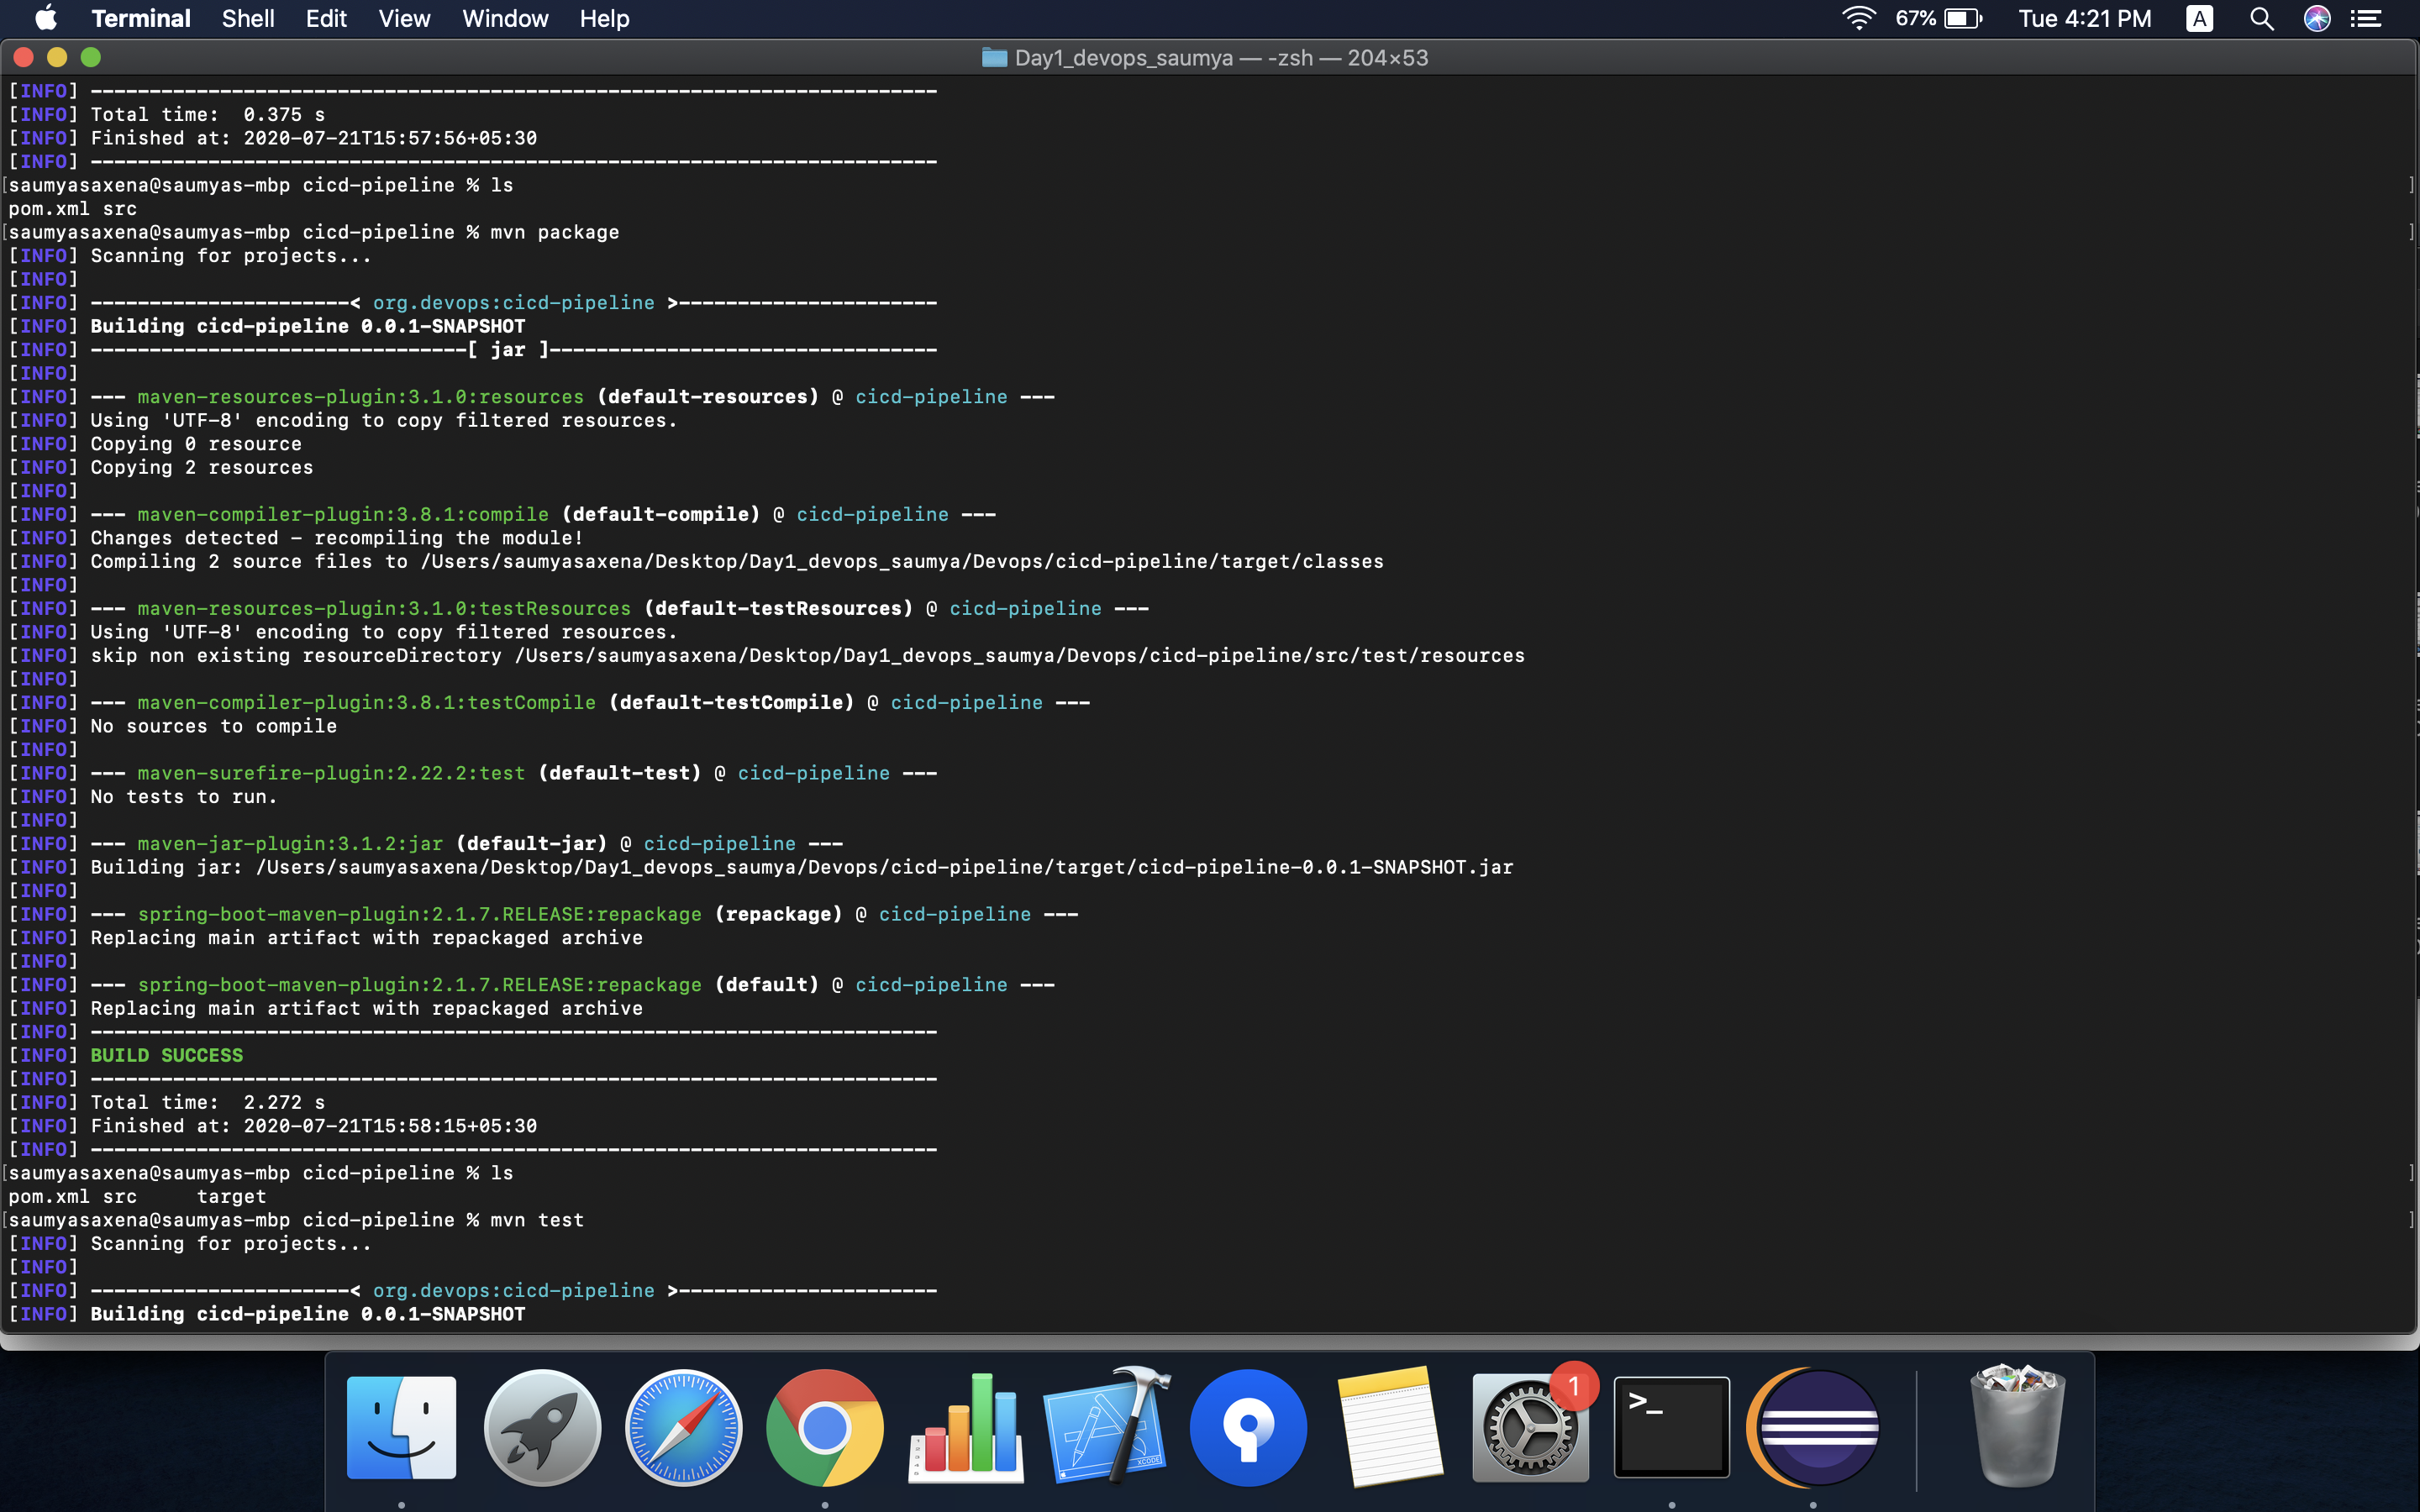 Terminal Shell Edit View Window Help 67% Tue 4:21 PM A
Day1_devops_saumya — -zsh — 204×53
[INFO] ------------------------------------------------------------------------
[INFO] Total time:  0.375 s
[INFO] Finished at: 2020-07-21T15:57:56+05:30
[INFO] ------------------------------------------------------------------------
[saumyasaxena@saumyas-mbp cicd-pipeline % ls ]
pom.xml src
[saumyasaxena@saumyas-mbp cicd-pipeline % mvn package ]
[INFO] Scanning for projects...
[INFO]
[INFO] ----------------------< org.devops:cicd-pipeline >----------------------
[INFO] Building cicd-pipeline 0.0.1-SNAPSHOT
[INFO] --------------------------------[ jar ]---------------------------------
[INFO]
[INFO] --- maven-resources-plugin:3.1.0:resources (default-resources) @ cicd-pipeline ---
[INFO] Using 'UTF-8' encoding to copy filtered resources.
[INFO] Copying 0 resource
[INFO] Copying 2 resources
[INFO]
[INFO] --- maven-compiler-plugin:3.8.1:compile (default-compile) @ cicd-pipeline ---
[INFO] Changes detected - recompiling the module!
[INFO] Compiling 2 source files to /Users/saumyasaxena/Desktop/Day1_devops_saumya/Devops/cicd-pipeline/target/classes
[INFO]
[INFO] --- maven-resources-plugin:3.1.0:testResources (default-testResources) @ cicd-pipeline ---
[INFO] Using 'UTF-8' encoding to copy filtered resources.
[INFO] skip non existing resourceDirectory /Users/saumyasaxena/Desktop/Day1_devops_saumya/Devops/cicd-pipeline/src/test/resources
[INFO]
[INFO] --- maven-compiler-plugin:3.8.1:testCompile (default-testCompile) @ cicd-pipeline ---
[INFO] No sources to compile
[INFO]
[INFO] --- maven-surefire-plugin:2.22.2:test (default-test) @ cicd-pipeline ---
[INFO] No tests to run.
[INFO]
[INFO] --- maven-jar-plugin:3.1.2:jar (default-jar) @ cicd-pipeline ---
[INFO] Building jar: /Users/saumyasaxena/Desktop/Day1_devops_saumya/Devops/cicd-pipeline/target/cicd-pipeline-0.0.1-SNAPSHOT.jar
[INFO]
[INFO] --- spring-boot-maven-plugin:2.1.7.RELEASE:repackage (repackage) @ cicd-pipeline ---
[INFO] Replacing main artifact with repackaged archive
[INFO]
[INFO] --- spring-boot-maven-plugin:2.1.7.RELEASE:repackage (default) @ cicd-pipeline ---
[INFO] Replacing main artifact with repackaged archive
[INFO] ------------------------------------------------------------------------
[INFO] BUILD SUCCESS
[INFO] ------------------------------------------------------------------------
[INFO] Total time:  2.272 s
[INFO] Finished at: 2020-07-21T15:58:15+05:30
[INFO] ------------------------------------------------------------------------
[saumyasaxena@saumyas-mbp cicd-pipeline % ls ]
pom.xml src     target
[saumyasaxena@saumyas-mbp cicd-pipeline % mvn test ]
[INFO] Scanning for projects...
[INFO]
[INFO] ----------------------< org.devops:cicd-pipeline >----------------------
[INFO] Building cicd-pipeline 0.0.1-SNAPSHOT
1
>_
XCODE